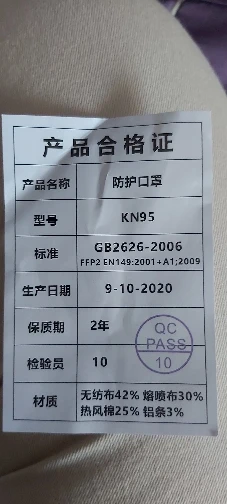 产品合格证
产品名称 防护口罩
型号 KN95
标准 GB2626-2006
FFP2 EN149:2001+A1:2009
生产日期 9-10-2020
保质期 2年
检验员 10
QC
PASS
10
材质 无纺布42% 熔喷布30%
热风棉25% 铝条3%